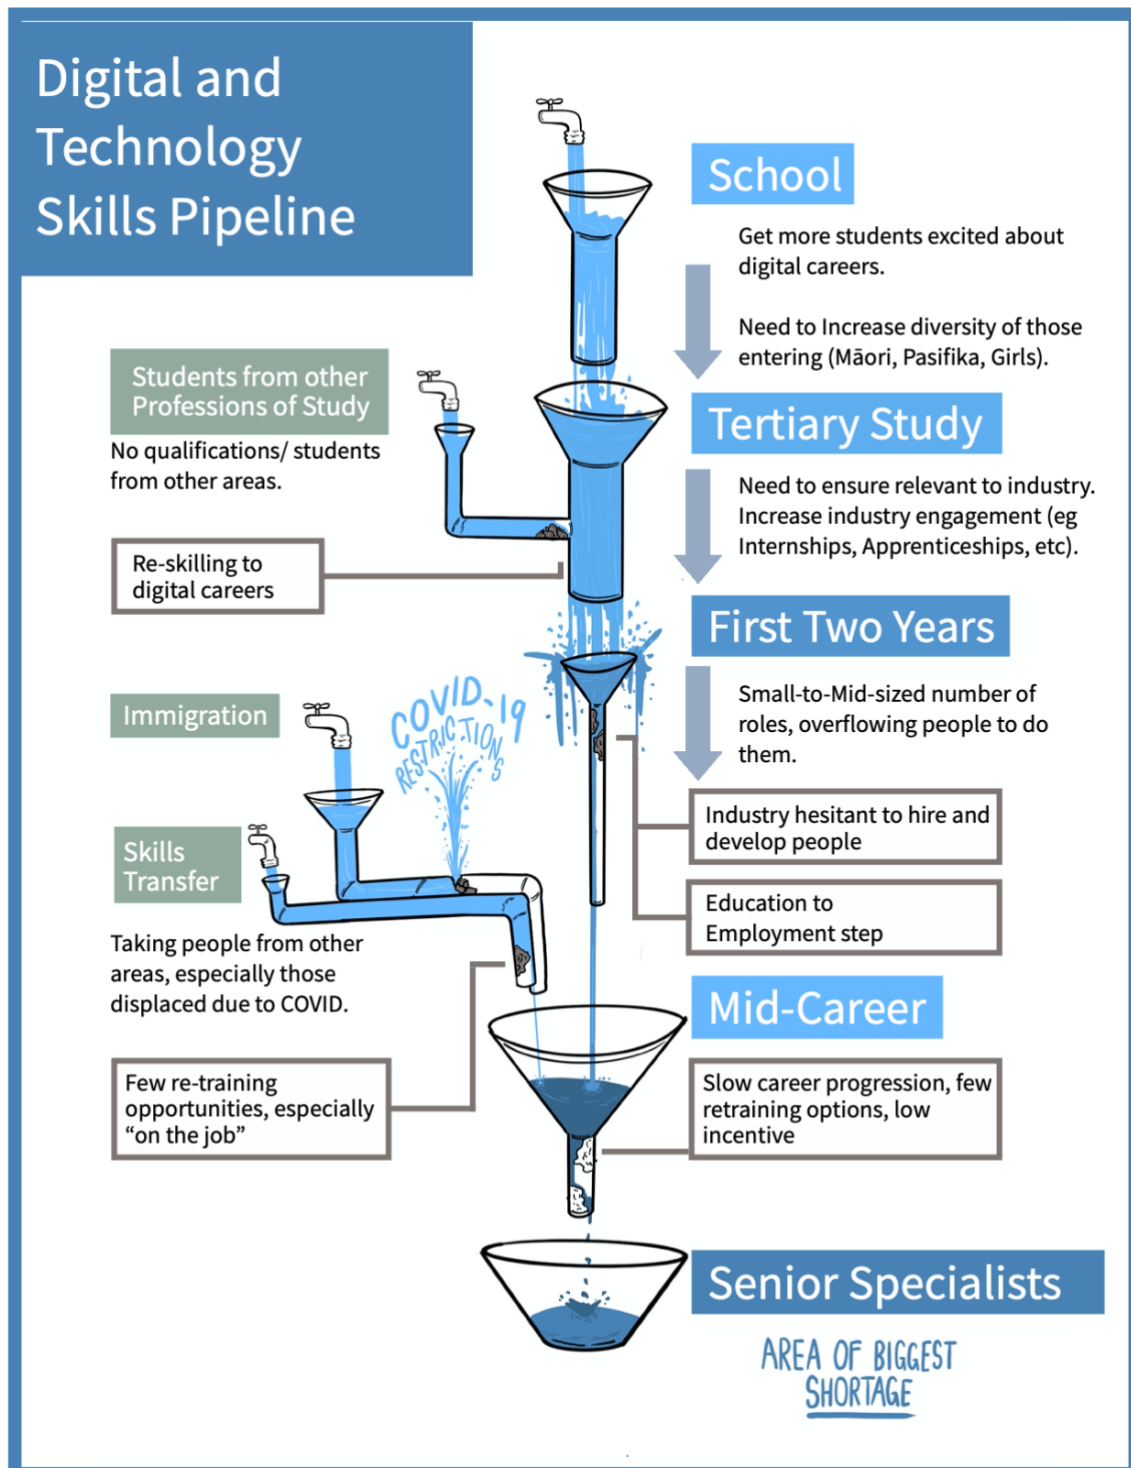 Digital and
Technology
Skills Pipeline
School
Get more students excited about
digital careers.
Need to Increase diversity of those
entering (Māori, Pasifika, Girls).
Students from other
Professions of Study
No qualifications/ students
from other areas.
Tertiary Study
Need to ensure relevant to industry.
Increase industry engagement (eg
Internships, Apprenticeships, etc).
Re-skilling to
digital careers
First Two Years
Small-to-Mid-sized number of
roles, overflowing people to do
them.
Immigration
COVID-19
RESTRICTIONS
Industry hesitant to hire and
develop people
Skills
Transfer
Education to
Employment step
Taking people from other
areas, especially those
displaced due to COVID.
Mid-Career
Few re-training
opportunities, especially
“on the job”
Slow career progression, few
retraining options, low
incentive
Senior Specialists
AREA OF BIGGEST
SHORTAGE